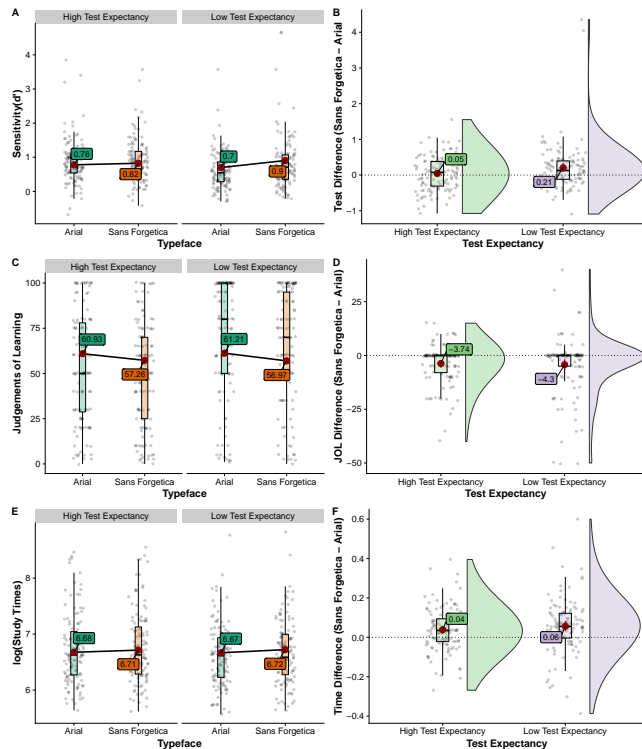 A
High Test Expectancy
Low Test Expectancy
Sensitivity(d')
4
2
0
0.78
0.82
0.7
0.9
Arial
Sans Forgetica
Arial
Sans Forgetica
Typeface
B
Test Difference (Sans Forgetica − Arial)
4
3
2
1
0
−1
0.05
0.21
High Test Expectancy
Low Test Expectancy
Test Expectancy
C
High Test Expectancy
Low Test Expectancy
Judgements of Learning
100
75
50
25
0
60.93
57.26
61.21
56.97
Arial
Sans Forgetica
Arial
Sans Forgetica
Typeface
D
JOL Difference (Sans Forgetica − Arial)
25
0
−25
−50
−3.74
−4.3
High Test Expectancy
Low Test Expectancy
Test Expectancy
E
High Test Expectancy
Low Test Expectancy
log(Study Times)
8
7
6
6.68
6.71
6.67
6.72
Arial
Sans Forgetica
Arial
Sans Forgetica
Typeface
F
Time Difference (Sans Forgetica − Arial)
0.6
0.4
0.2
0.0
−0.2
−0.4
0.04
0.06
High Test Expectancy
Low Test Expectancy
Test Expectancy